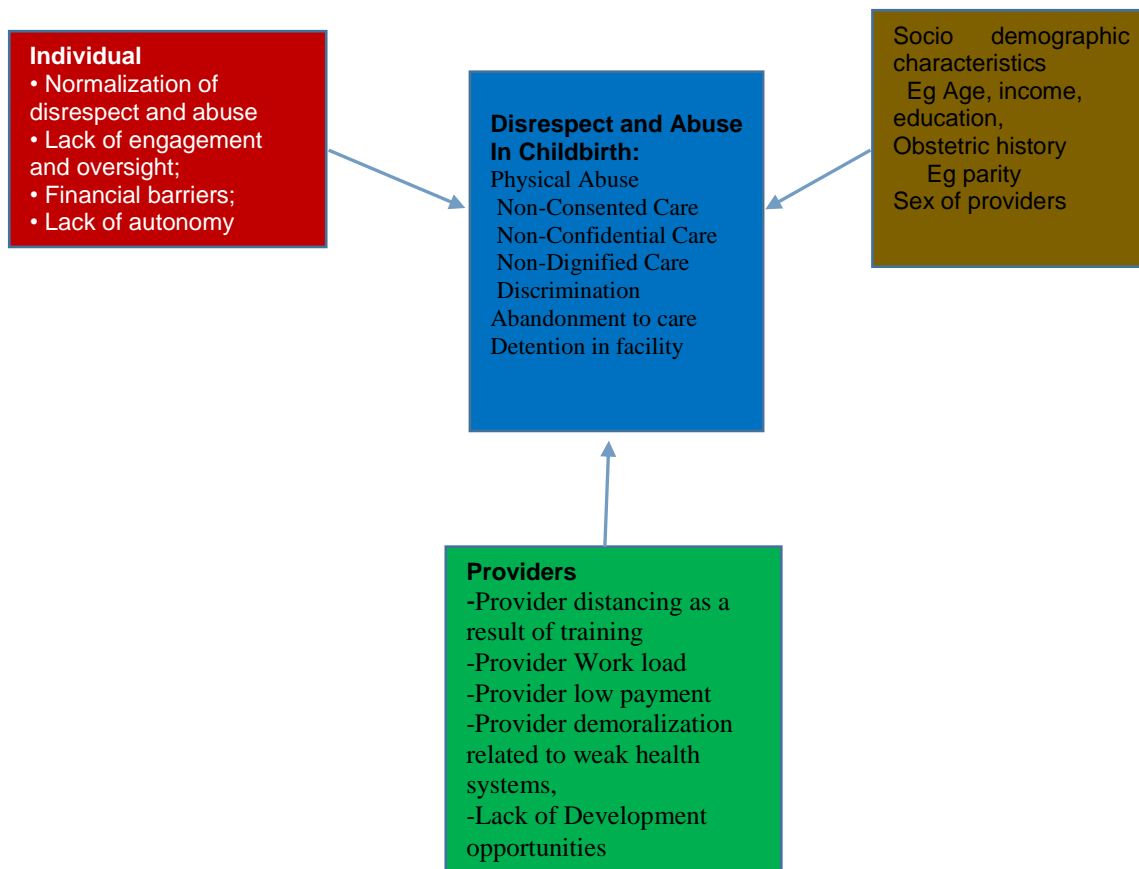 Individual
• Normalization of
disrespect and abuse
• Lack of engagement
and oversight;
• Financial barriers;
• Lack of autonomy
Disrespect and Abuse
In Childbirth:
Physical Abuse
Non-Consented Care
Non-Confidential Care
Non-Dignified Care
Discrimination
Abandonment to care
Detention in facility
Socio demographic
characteristics
Eg Age, income,
education,
Obstetric history
Eg parity
Sex of providers
Providers
-Provider distancing as a
result of training
-Provider Work load
-Provider low payment
-Provider demoralization
related to weak health
systems,
-Lack of Development
opportunities